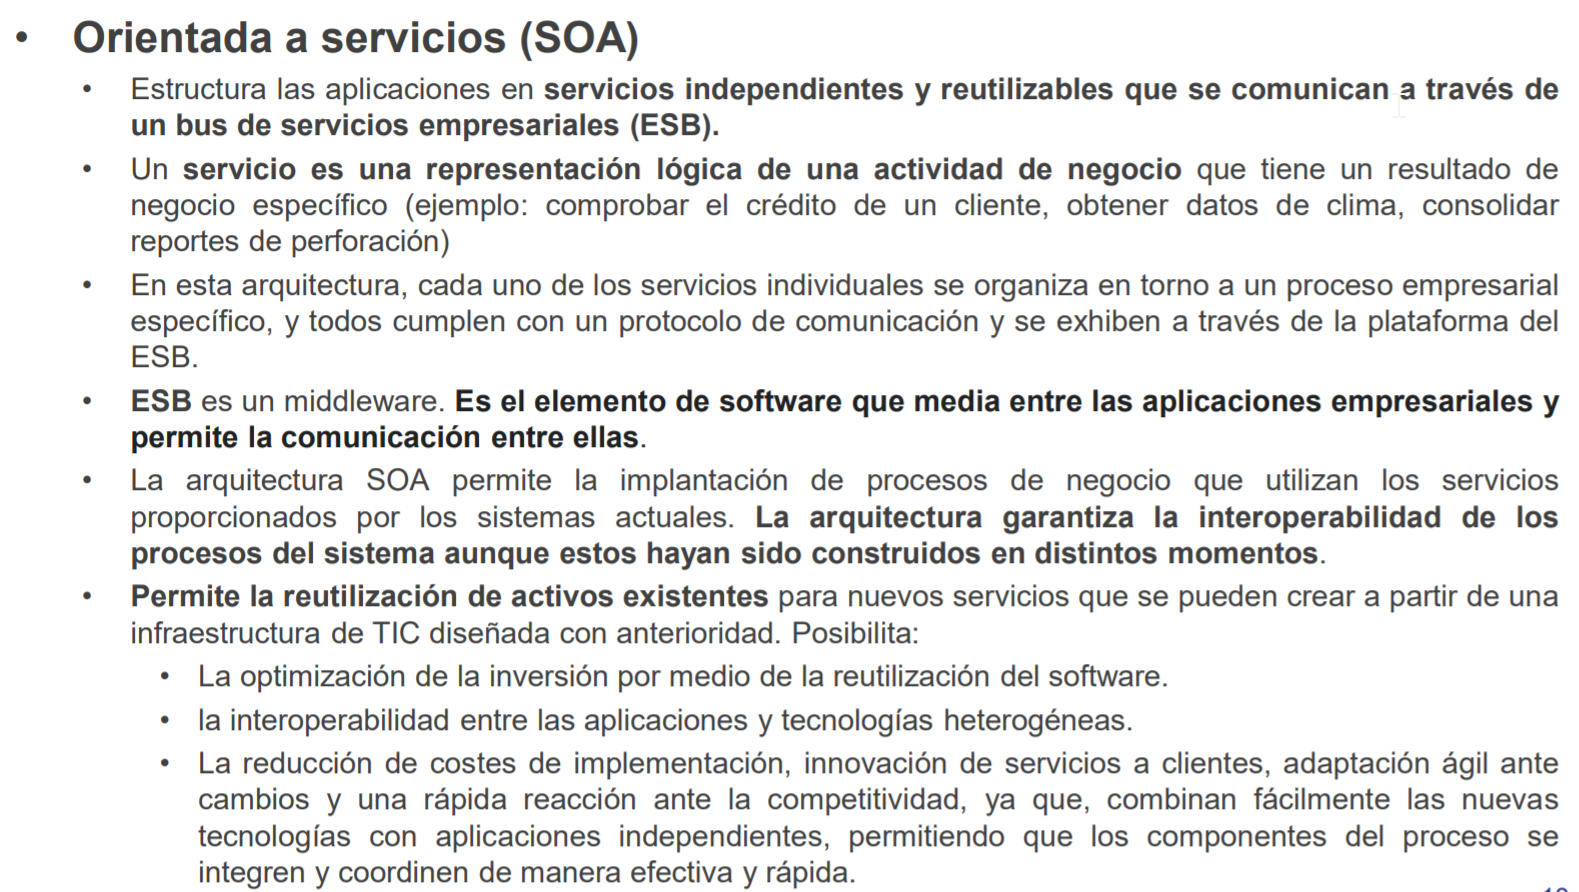 • Orientada a servicios (SOA)
• Estructura las aplicaciones en servicios independientes y reutilizables que se comunican a través de
un bus de servicios empresariales (ESB).
• Un servicio es una representación lógica de una actividad de negocio que tiene un resultado de
negocio específico (ejemplo: comprobar el crédito de un cliente, obtener datos de clima, consolidar
reportes de perforación)
• En esta arquitectura, cada uno de los servicios individuales se organiza en torno a un proceso empresarial
específico, y todos cumplen con un protocolo de comunicación y se exhiben a través de la plataforma del
ESB.
• ESB es un middleware. Es el elemento de software que media entre las aplicaciones empresariales y
permite la comunicación entre ellas.
• La arquitectura SOA permite la implantación de procesos de negocio que utilizan los servicios
proporcionados por los sistemas actuales. La arquitectura garantiza la interoperabilidad de los
procesos del sistema aunque estos hayan sido construidos en distintos momentos.
• Permite la reutilización de activos existentes para nuevos servicios que se pueden crear a partir de una
infraestructura de TIC diseñada con anterioridad. Posibilita:
• La optimización de la inversión por medio de la reutilización del software.
• la interoperabilidad entre las aplicaciones y tecnologías heterogéneas.
• La reducción de costes de implementación, innovación de servicios a clientes, adaptación ágil ante
cambios y una rápida reacción ante la competitividad, ya que, combinan fácilmente las nuevas
tecnologías con aplicaciones independientes, permitiendo que los componentes del proceso se
integren y coordinen de manera efectiva y rápida.